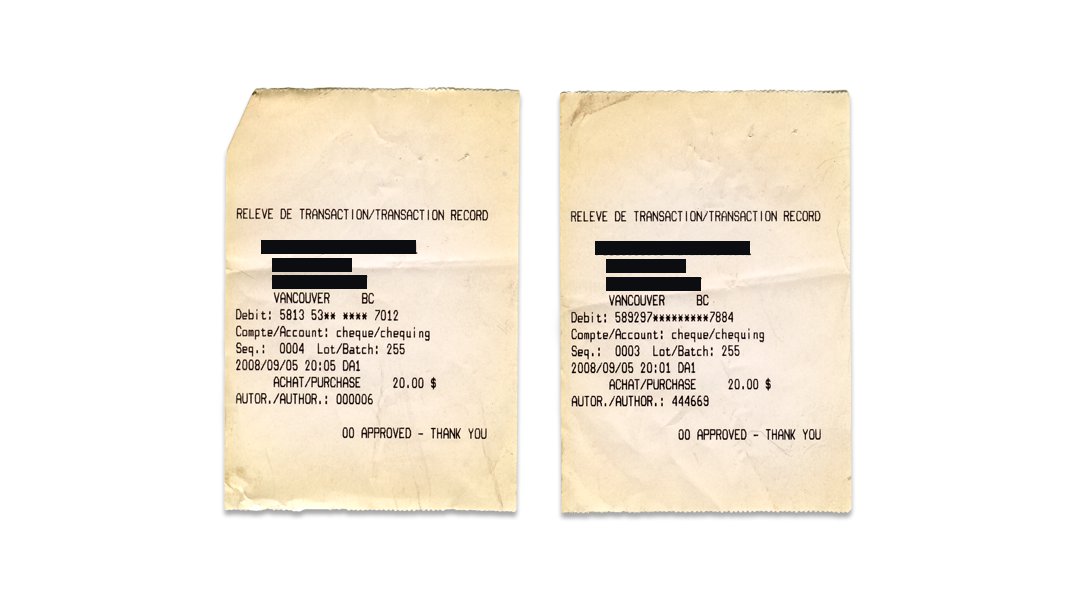 RELEVE DE TRANSACTION/TRANSACTION RECORD
VANCOUVER BC
Debit: 5813 53** **** 7012
Compte/Account: cheque/chequing
Seq.: 0004 Lot/Batch: 255
2008/09/05 20:05 DA1
ACHAT/PURCHASE 20.00 $
AUTOR./AUTHOR.: 000006
00 APPROVED - THANK YOU
RELEVE DE TRANSACTION/TRANSACTION RECORD
VANCOUVER BC
Debit: 589297*********7884
Compte/Account: cheque/chequing
Seq.: 0003 Lot/Batch: 255
2008/09/05 20:01 DA1
ACHAT/PURCHASE 20.00 $
AUTOR./AUTHOR.: 444669
00 APPROVED - THANK YOU